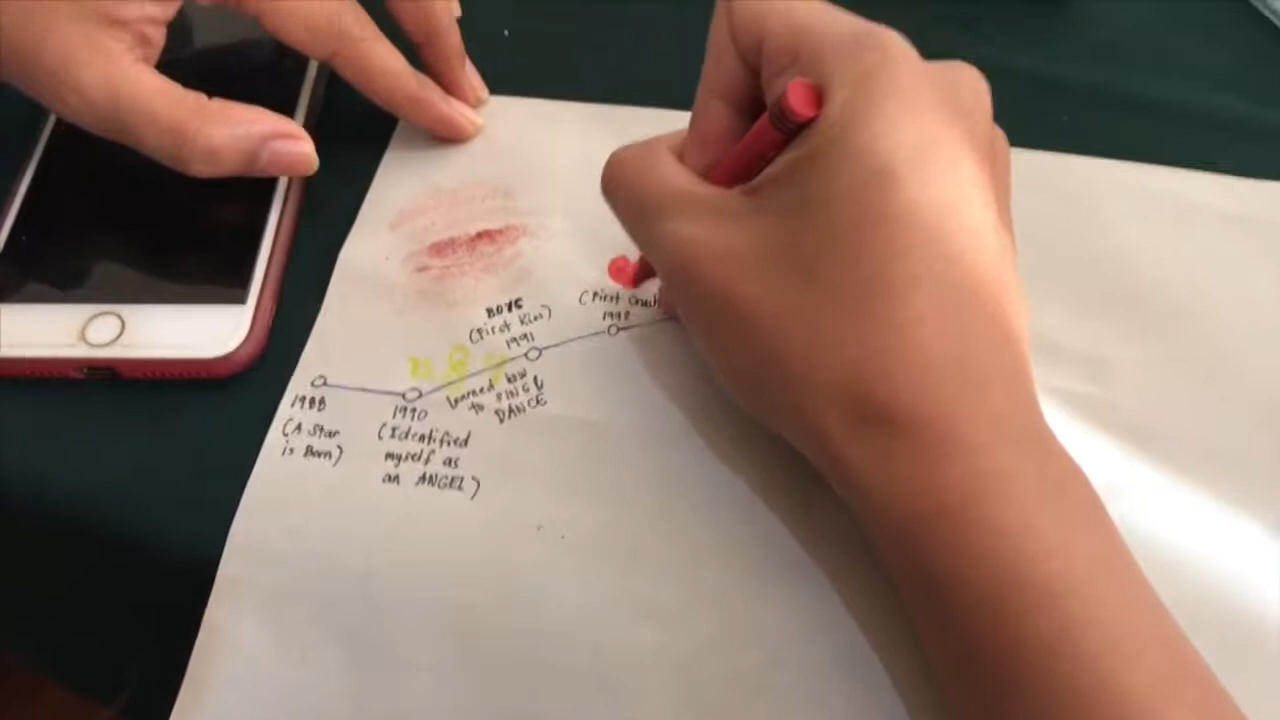 BOYS
(First Kiss)
1991
(First Crush
1992
1988
(A Star
is Born)
1990
(Identified
myself as
an ANGEL)
Learned how
to SING &
DANCE